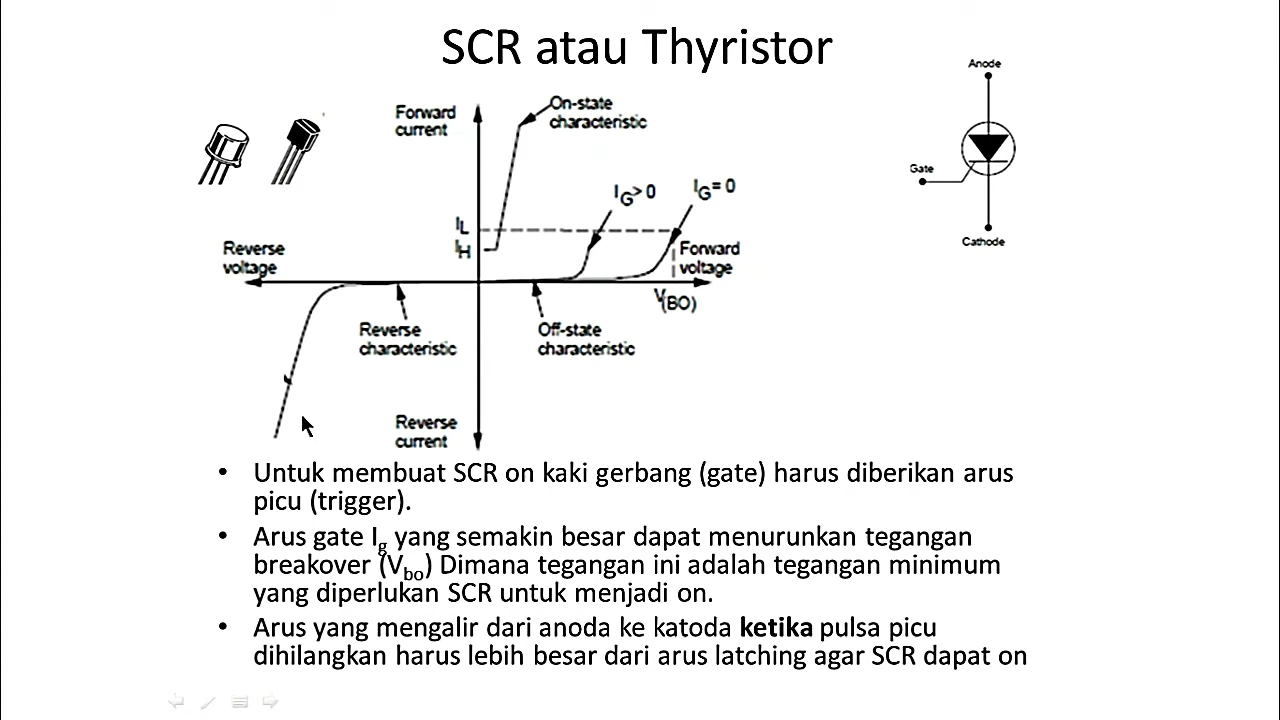 SCR atau Thyristor
Anode
Gate
Cathode
Forward
current
On-state
characteristic
IG>0
IG=0
IL
IH
Reverse
voltage
Forward
voltage
V(BO)
Reverse
characteristic
Off-state
characteristic
Reverse
current
• Untuk membuat SCR on kaki gerbang (gate) harus diberikan arus
picu (trigger).
• Arus gate Ig yang semakin besar dapat menurunkan tegangan
breakover (Vbo) Dimana tegangan ini adalah tegangan minimum
yang diperlukan SCR untuk menjadi on.
• Arus yang mengalir dari anoda ke katoda ketika pulsa picu
dihilangkan harus lebih besar dari arus latching agar SCR dapat on